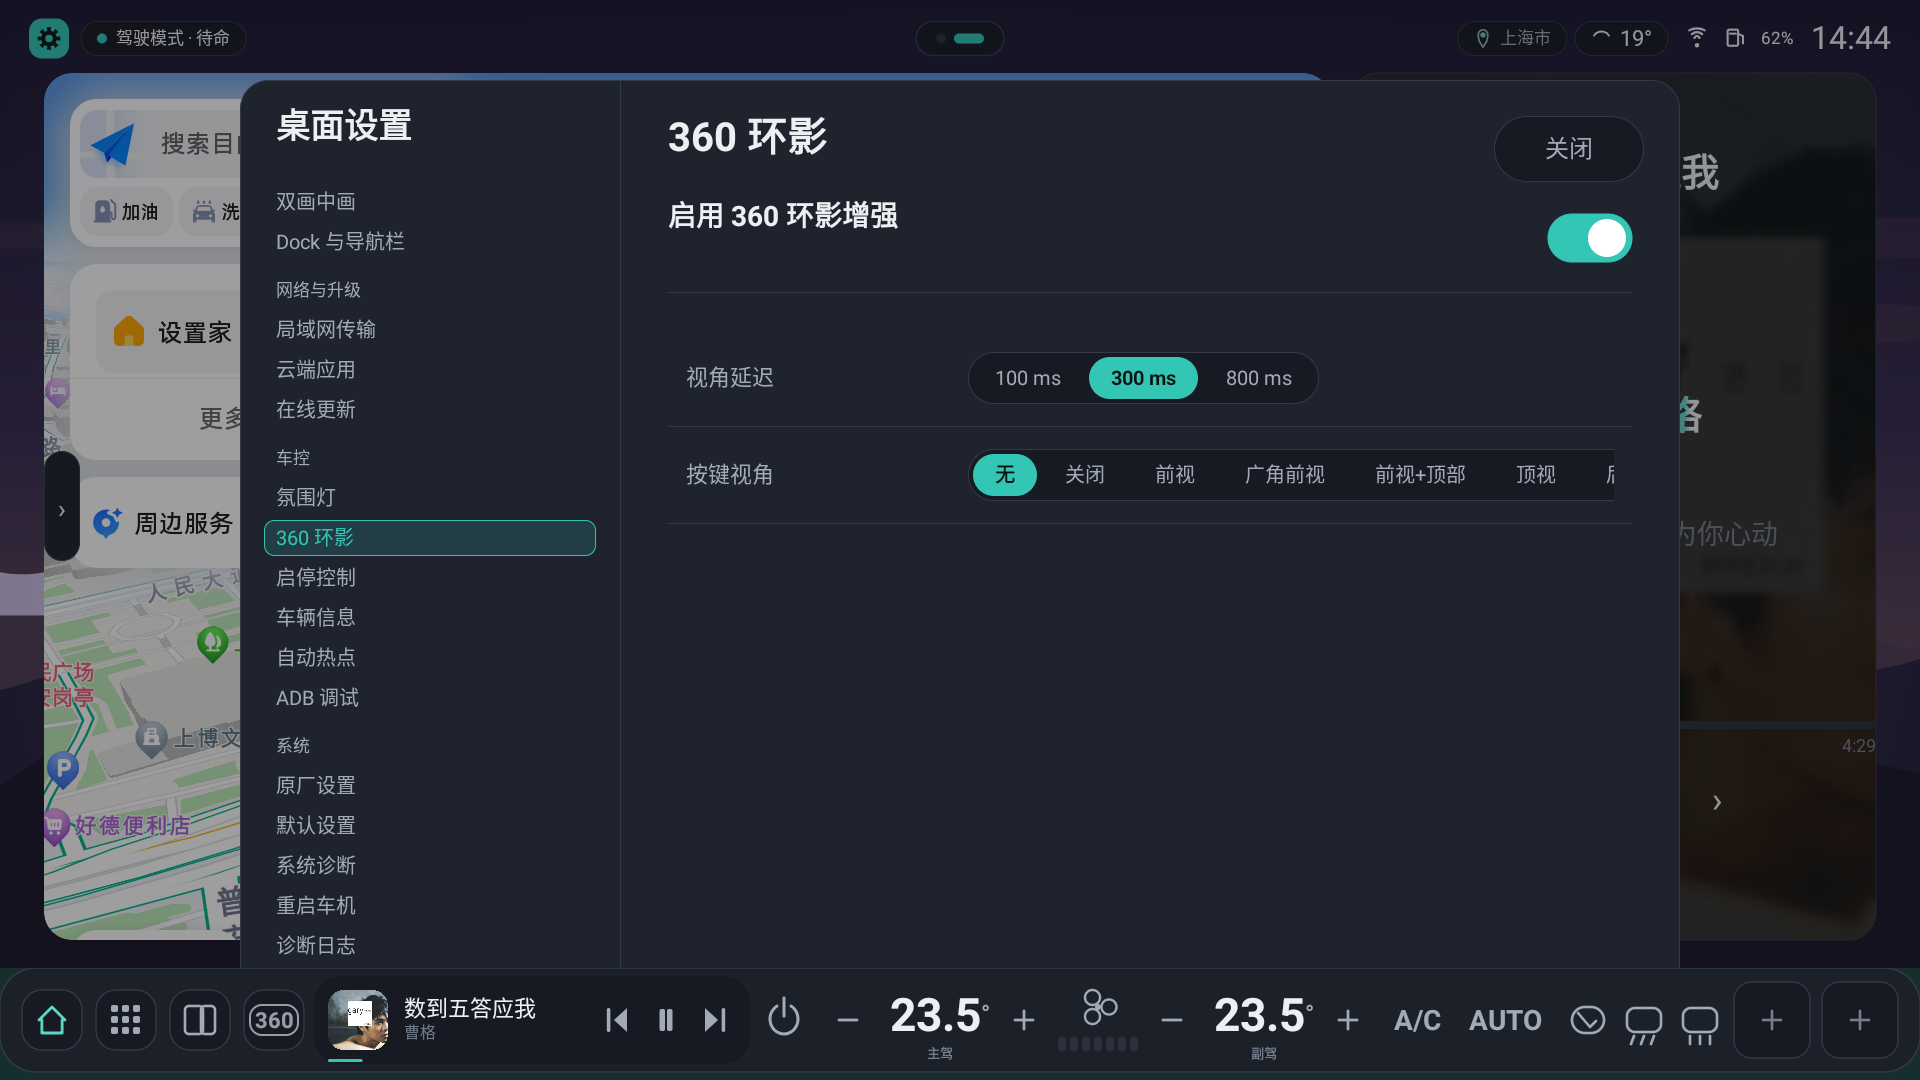 驾驶模式 · 待命
上海市
19°
62%
14:44
搜索目
加油
洗
设置家
更多
周边服务
人民大
广场
岗亭
上博文
P
好德便利店
普
桌面设置
双画中画
Dock 与导航栏
网络与升级
局域网传输
云端应用
在线更新
车控
氛围灯
360 环影
启停控制
车辆信息
自动热点
ADB 调试
系统
原厂设置
默认设置
系统诊断
重启车机
诊断日志
360 环影
关闭
启用 360 环影增强
视角延迟
100 ms
300 ms
800 ms
按键视角
无
关闭
前视
广角前视
前视+顶部
顶视
我
格
为你心动
4:29
360
数到五答应我
曹格
23.5°
主驾
23.5°
副驾
A/C
AUTO